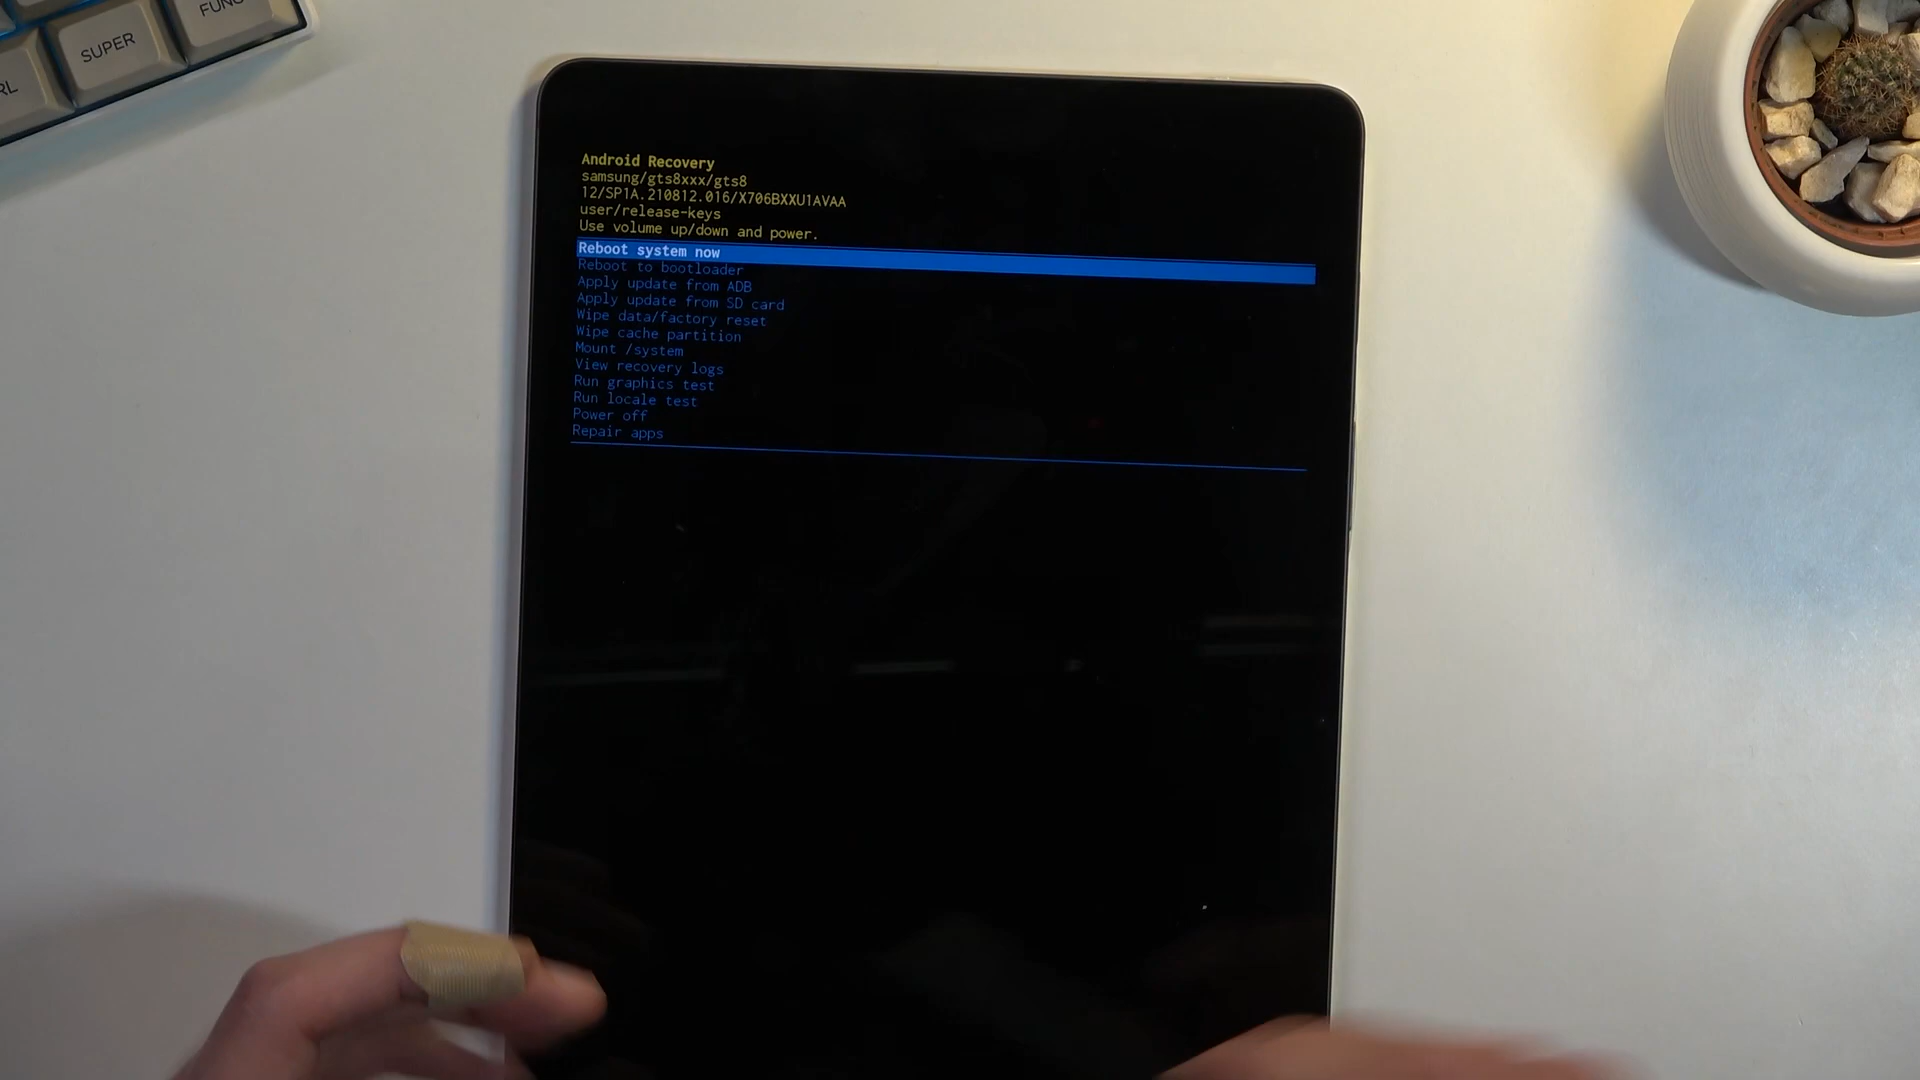 FUNC
SUPER
RL
Android Recovery
samsung/gts8xxx/gts8
12/SP1A.210812.016/X706BXXU1AVAA
user/release-keys
Use volume up/down and power.
Reboot system now
Reboot to bootloader
Apply update from ADB
Apply update from SD card
Wipe data/factory reset
Wipe cache partition
Mount /system
View recovery logs
Run graphics test
Run locale test
Power off
Repair apps